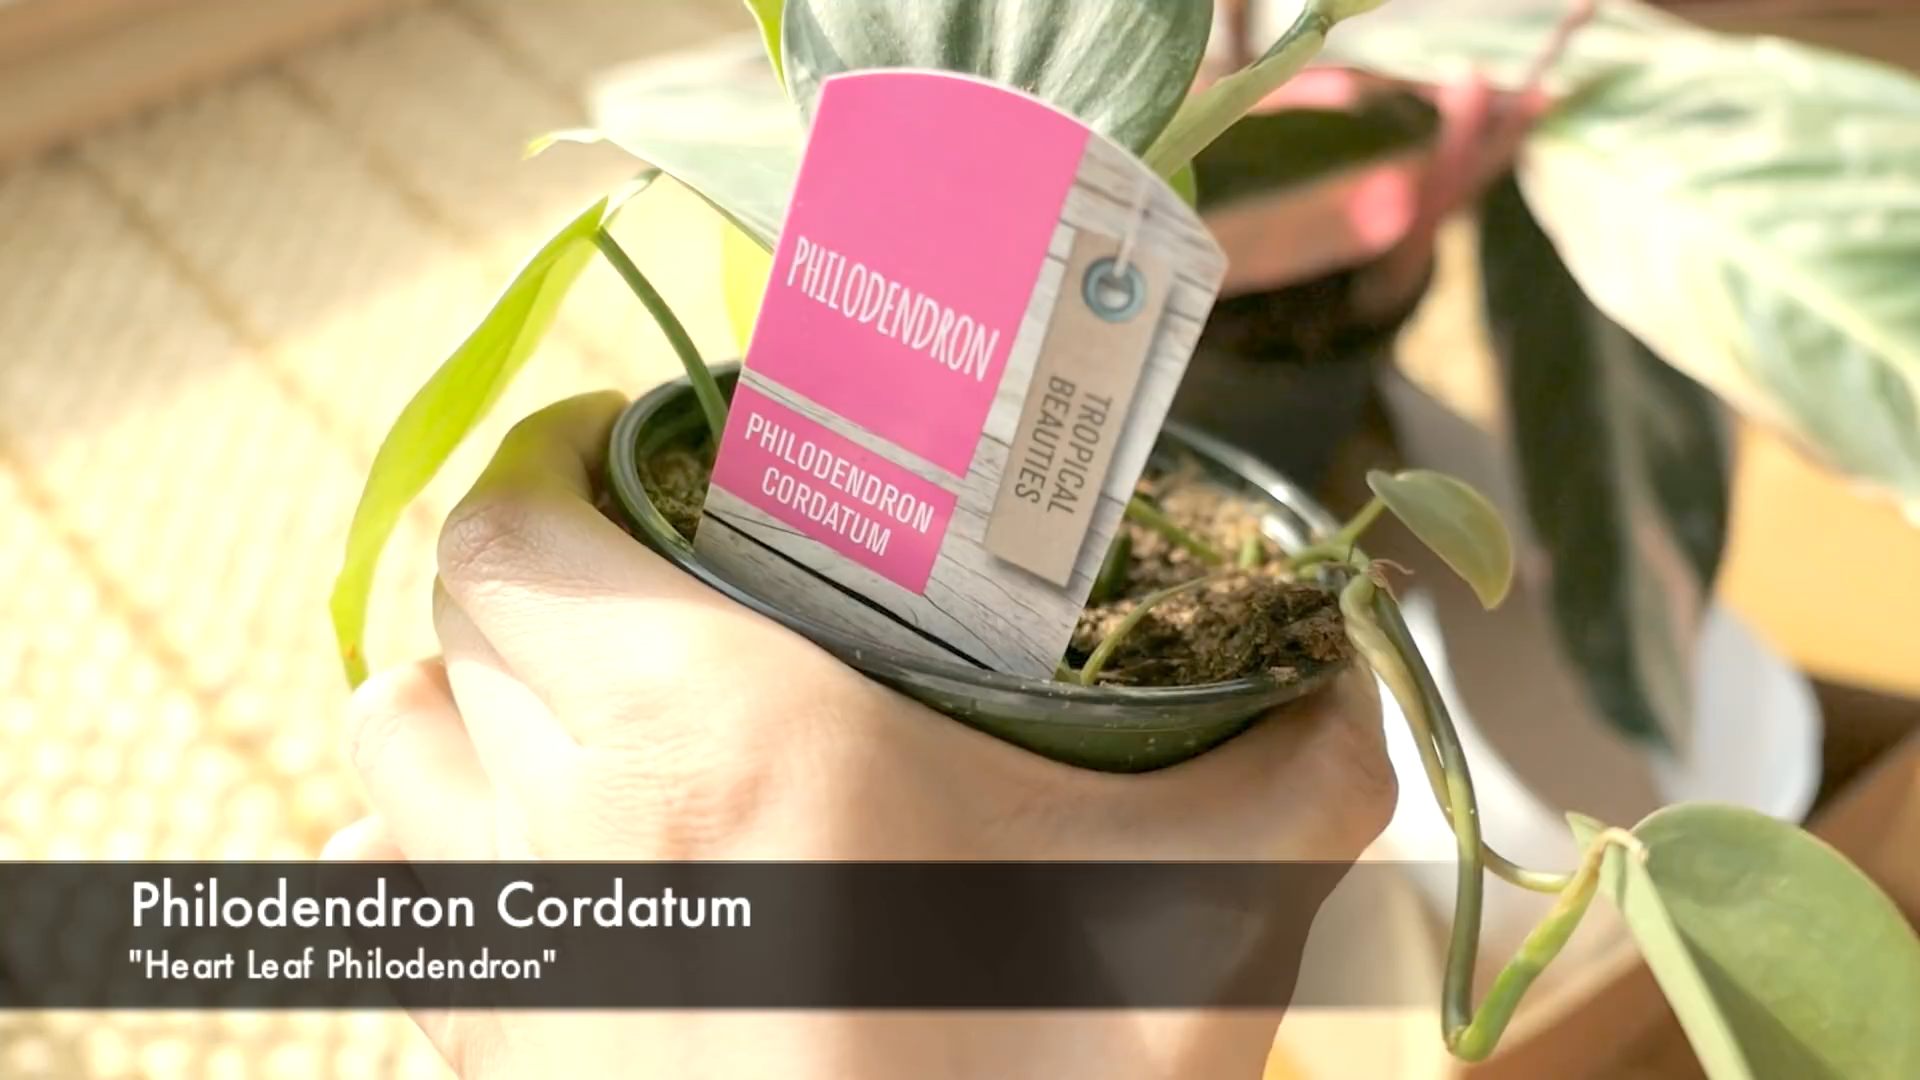 PHILODENDRON
PHILODENDRON
CORDATUM
TROPICAL
BEAUTIES
Philodendron Cordatum
"Heart Leaf Philodendron"